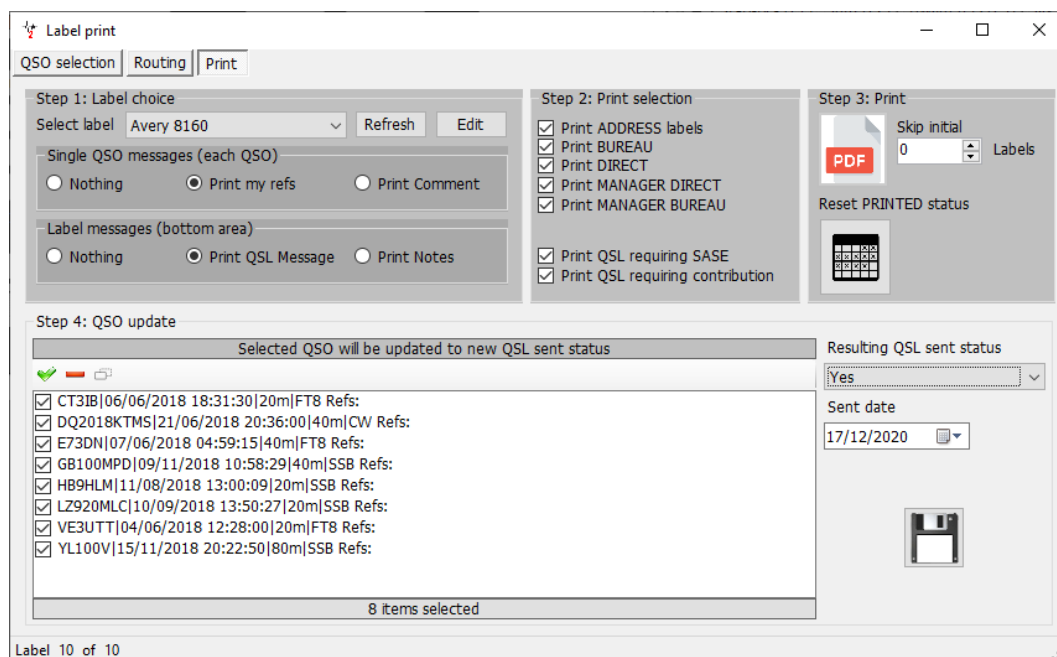 Label print
QSO selection Routing Print
Step 1: Label choice
Select label Avery 8160 Refresh Edit
Single QSO messages (each QSO)
Nothing Print my refs Print Comment
Label messages (bottom area)
Nothing Print QSL Message Print Notes
Step 2: Print selection
Print ADDRESS labels
Print BUREAU
Print DIRECT
Print MANAGER DIRECT
Print MANAGER BUREAU
Print QSL requiring SASE
Print QSL requiring contribution
Step 3: Print
PDF
Skip initial
0 Labels
Reset PRINTED status
Step 4: QSO update
Selected QSO will be updated to new QSL sent status
CT3IB|06/06/2018 18:31:30|20m|FT8 Refs:
DQ2018KTMS|21/06/2018 20:36:00|40m|CW Refs:
E73DN|07/06/2018 04:59:15|40m|FT8 Refs:
GB100MPD|09/11/2018 10:58:29|40m|SSB Refs:
HB9HLM|11/08/2018 13:00:09|20m|SSB Refs:
LZ920MLC|10/09/2018 13:50:27|20m|SSB Refs:
VE3UTT|04/06/2018 12:28:00|20m|FT8 Refs:
YL100V|15/11/2018 20:22:50|80m|SSB Refs:
8 items selected
Resulting QSL sent status
Yes
Sent date
17/12/2020
Label 10 of 10